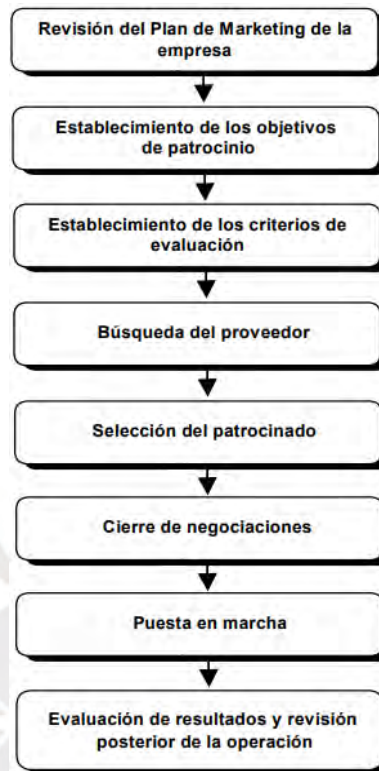 Revisión del Plan de Marketing de la
empresa
Establecimiento de los objetivos
de patrocinio
Establecimiento de los criterios de
evaluación
Búsqueda del proveedor
Selección del patrocinado
Cierre de negociaciones
Puesta en marcha
Evaluación de resultados y revisión
posterior de la operación